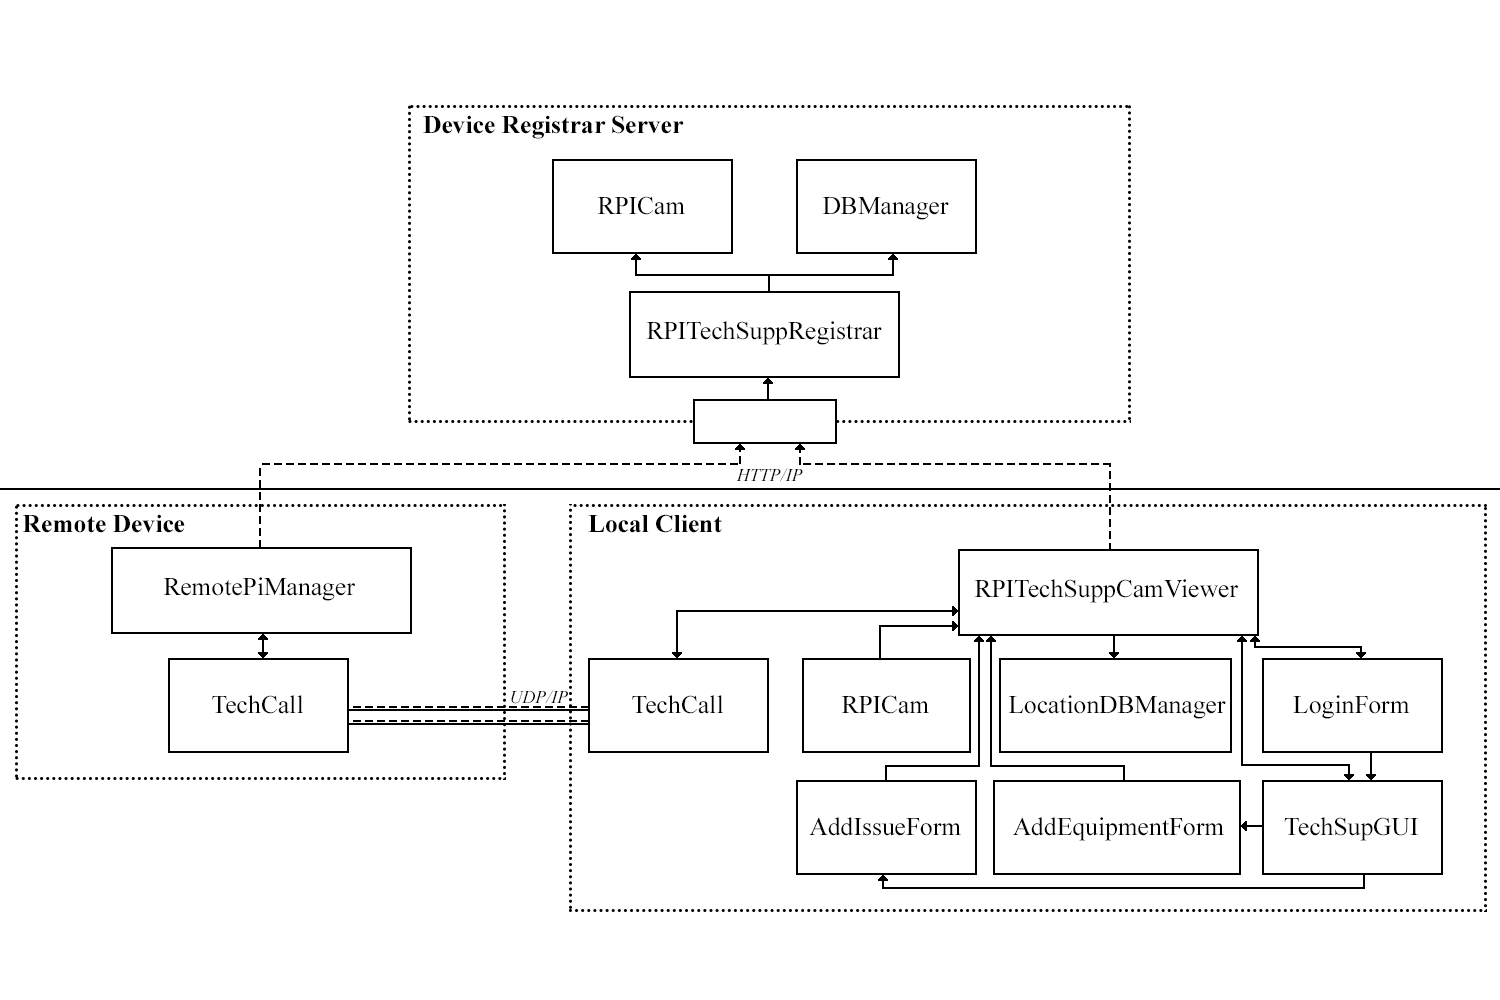 Device Registrar Server
RPICam
DBManager
RPITechSuppRegistrar
HTTP/IP
Remote Device
RemotePiManager
TechCall
UDP/IP
Local Client
RPITechSuppCamViewer
TechCall
RPICam
LocationDBManager
LoginForm
AddIssueForm
AddEquipmentForm
TechSupGUI